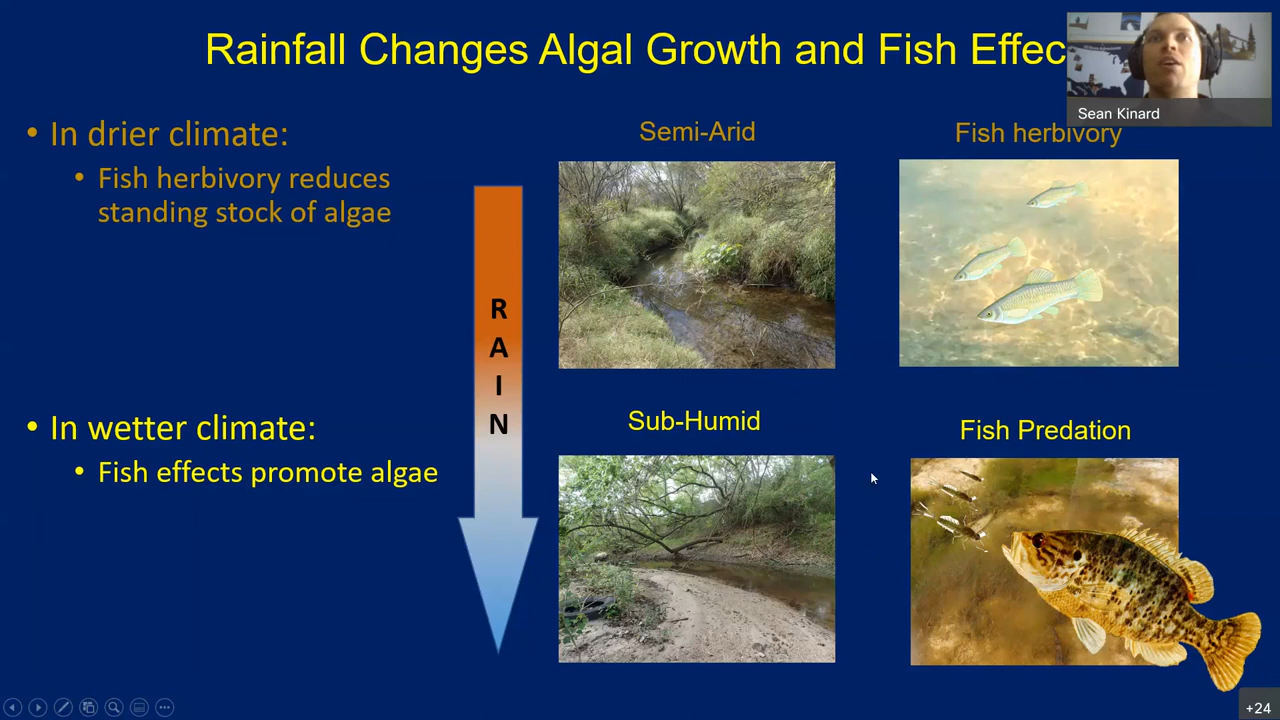 Rainfall Changes Algal Growth and Fish Effec
Sean Kinard
• In drier climate:
• Fish herbivory reduces
standing stock of algae
Semi-Arid
Fish herbivory
R
A
I
N
• In wetter climate:
• Fish effects promote algae
Sub-Humid
Fish Predation
+24